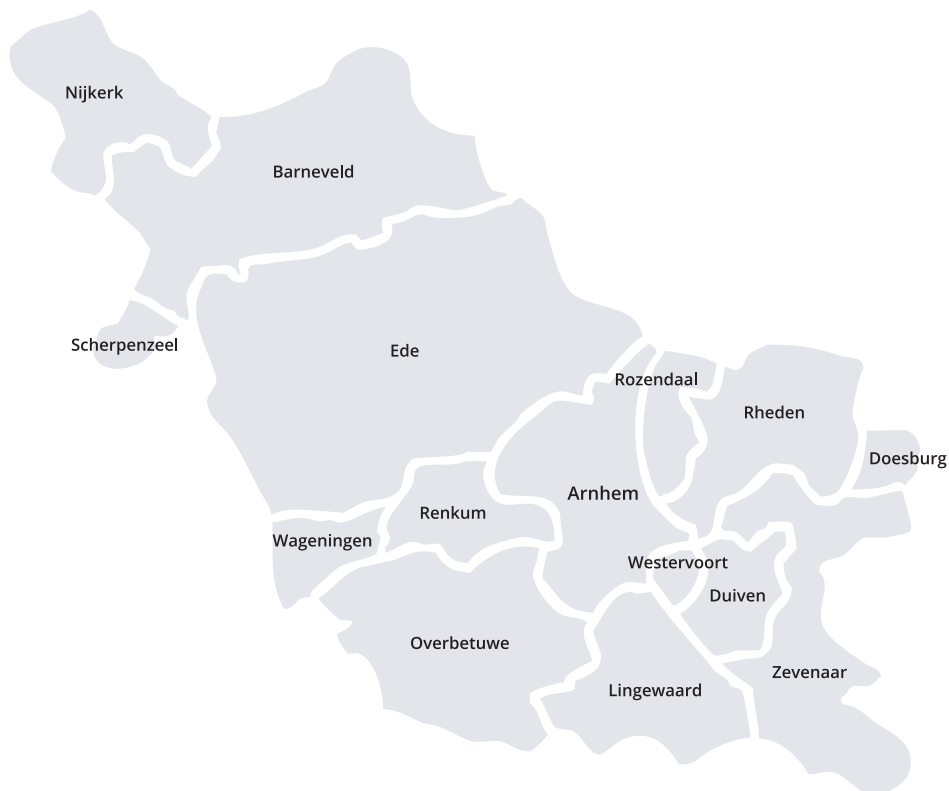 Nijkerk
Barneveld
Scherpenzeel
Ede
Rozendaal
Rheden
Doesburg
Arnhem
Renkum
Wageningen
Westervoort
Duiven
Overbetuwe
Zevenaar
Lingewaard